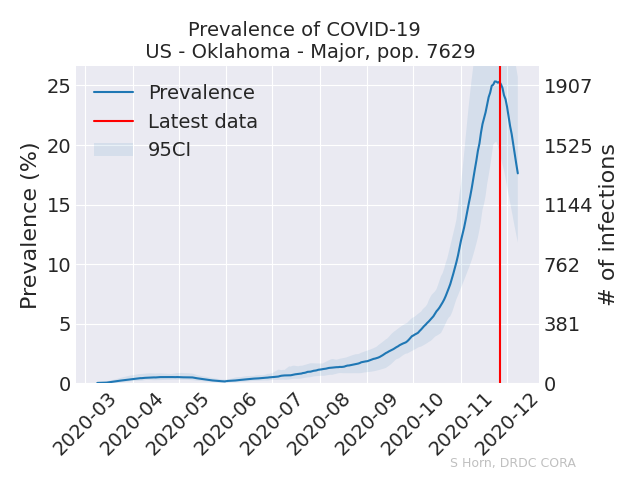 Prevalence of COVID-19
US - Oklahoma - Major, pop. 7629
Prevalence (%)
25
20
15
10
5
0
Prevalence
Latest data
95CI
1907
1525
1144
762
381
0
# of infections
2020-03
2020-04
2020-05
2020-06
2020-07
2020-08
2020-09
2020-10
2020-11
2020-12
S Horn, DRDC CORA